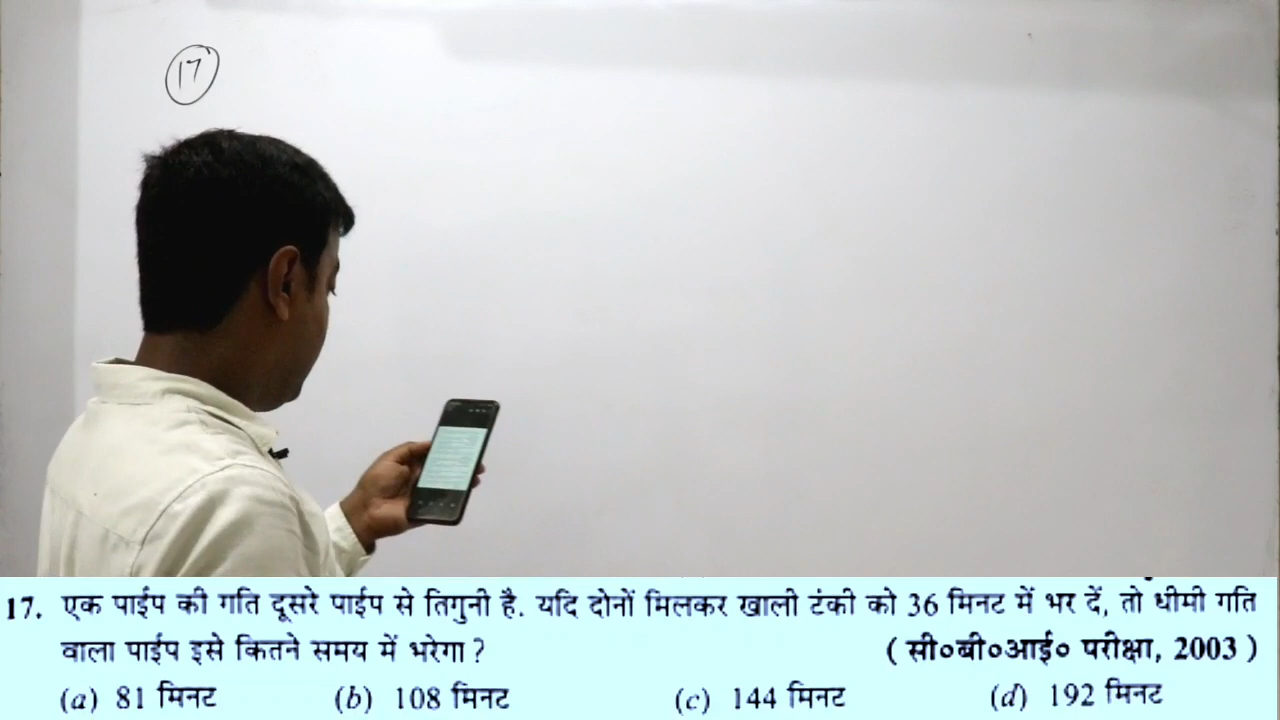 17
17. एक पाईप की गति दूसरे पाईप से तिगुनी है. यदि दोनों मिलकर खाली टंकी को 36 मिनट में भर दें, तो धीमी गति
वाला पाईप इसे कितने समय में भरेगा ? ( सी०बी०आई० परीक्षा, 2003 )
(a) 81 मिनट (b) 108 मिनट (c) 144 मिनट (d) 192 मिनट